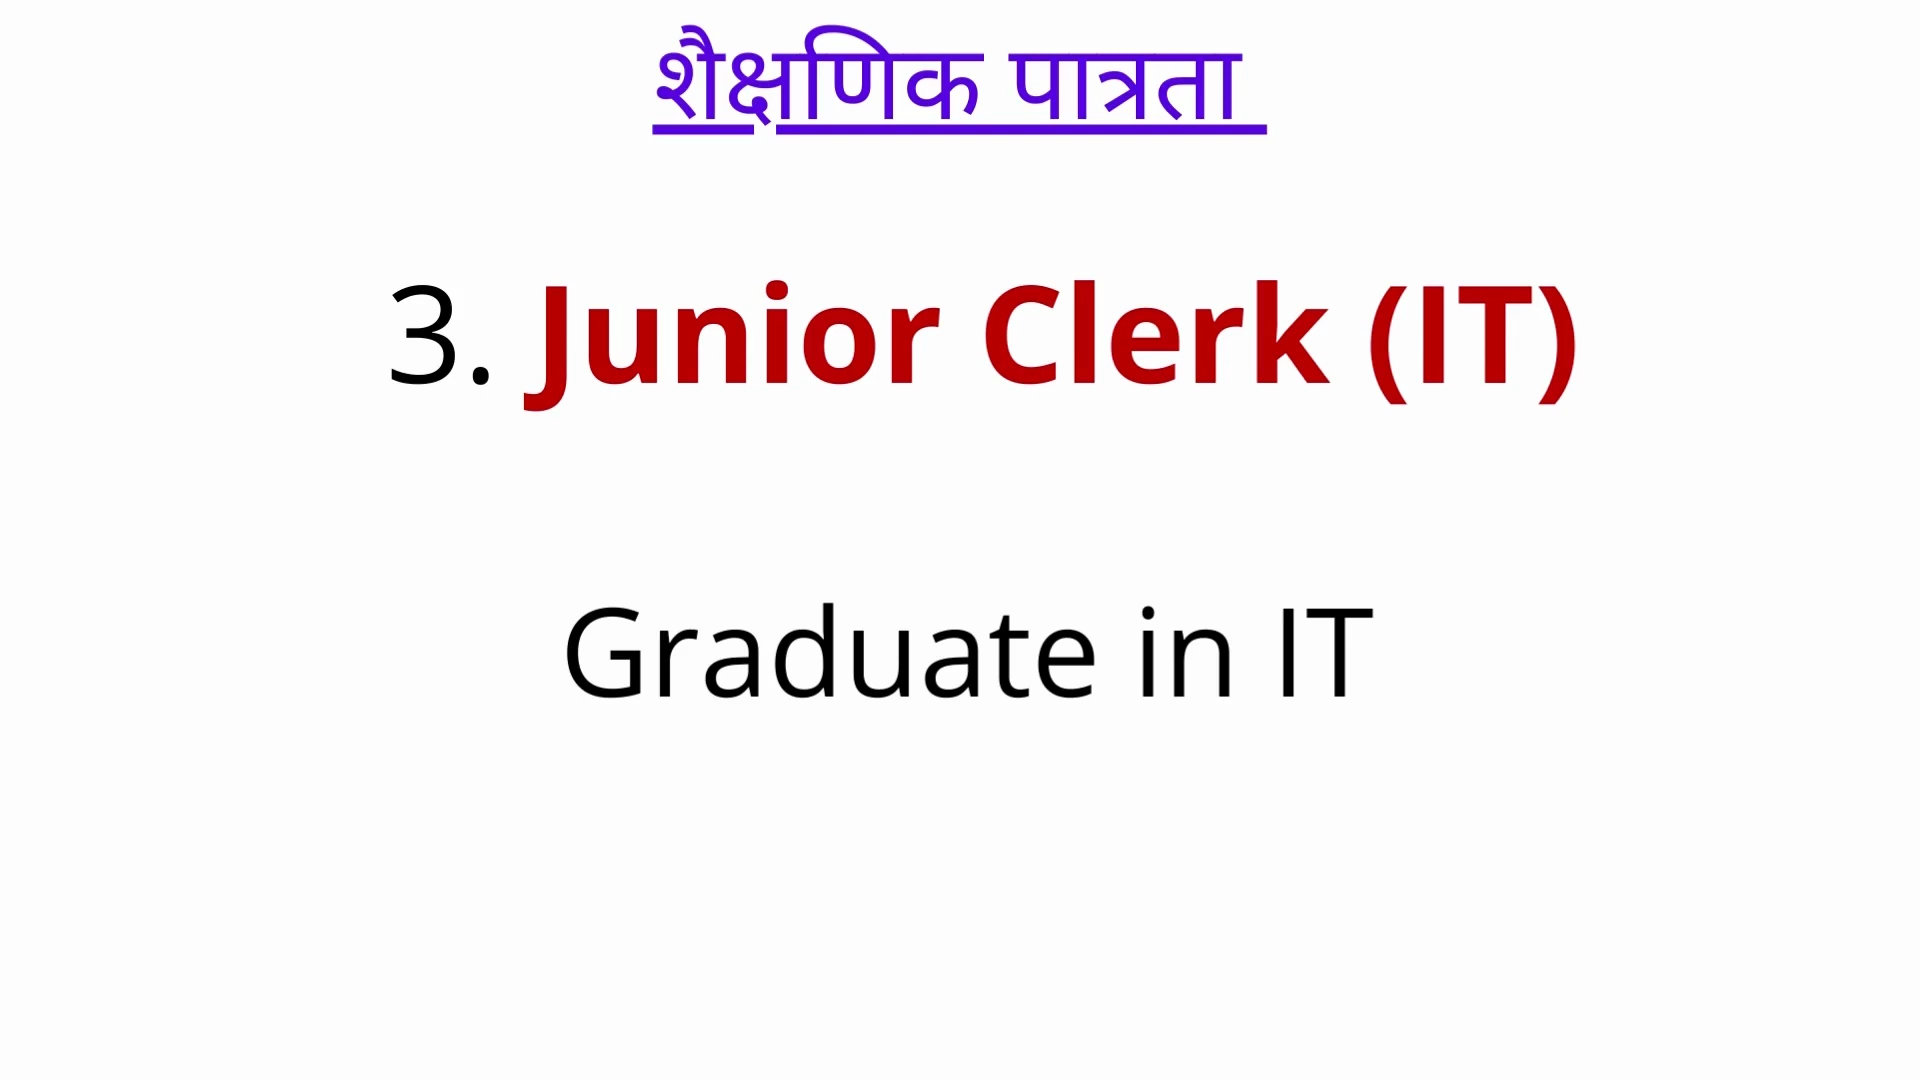 शैक्षणिक पात्रता
3. Junior Clerk (IT)
Graduate in IT